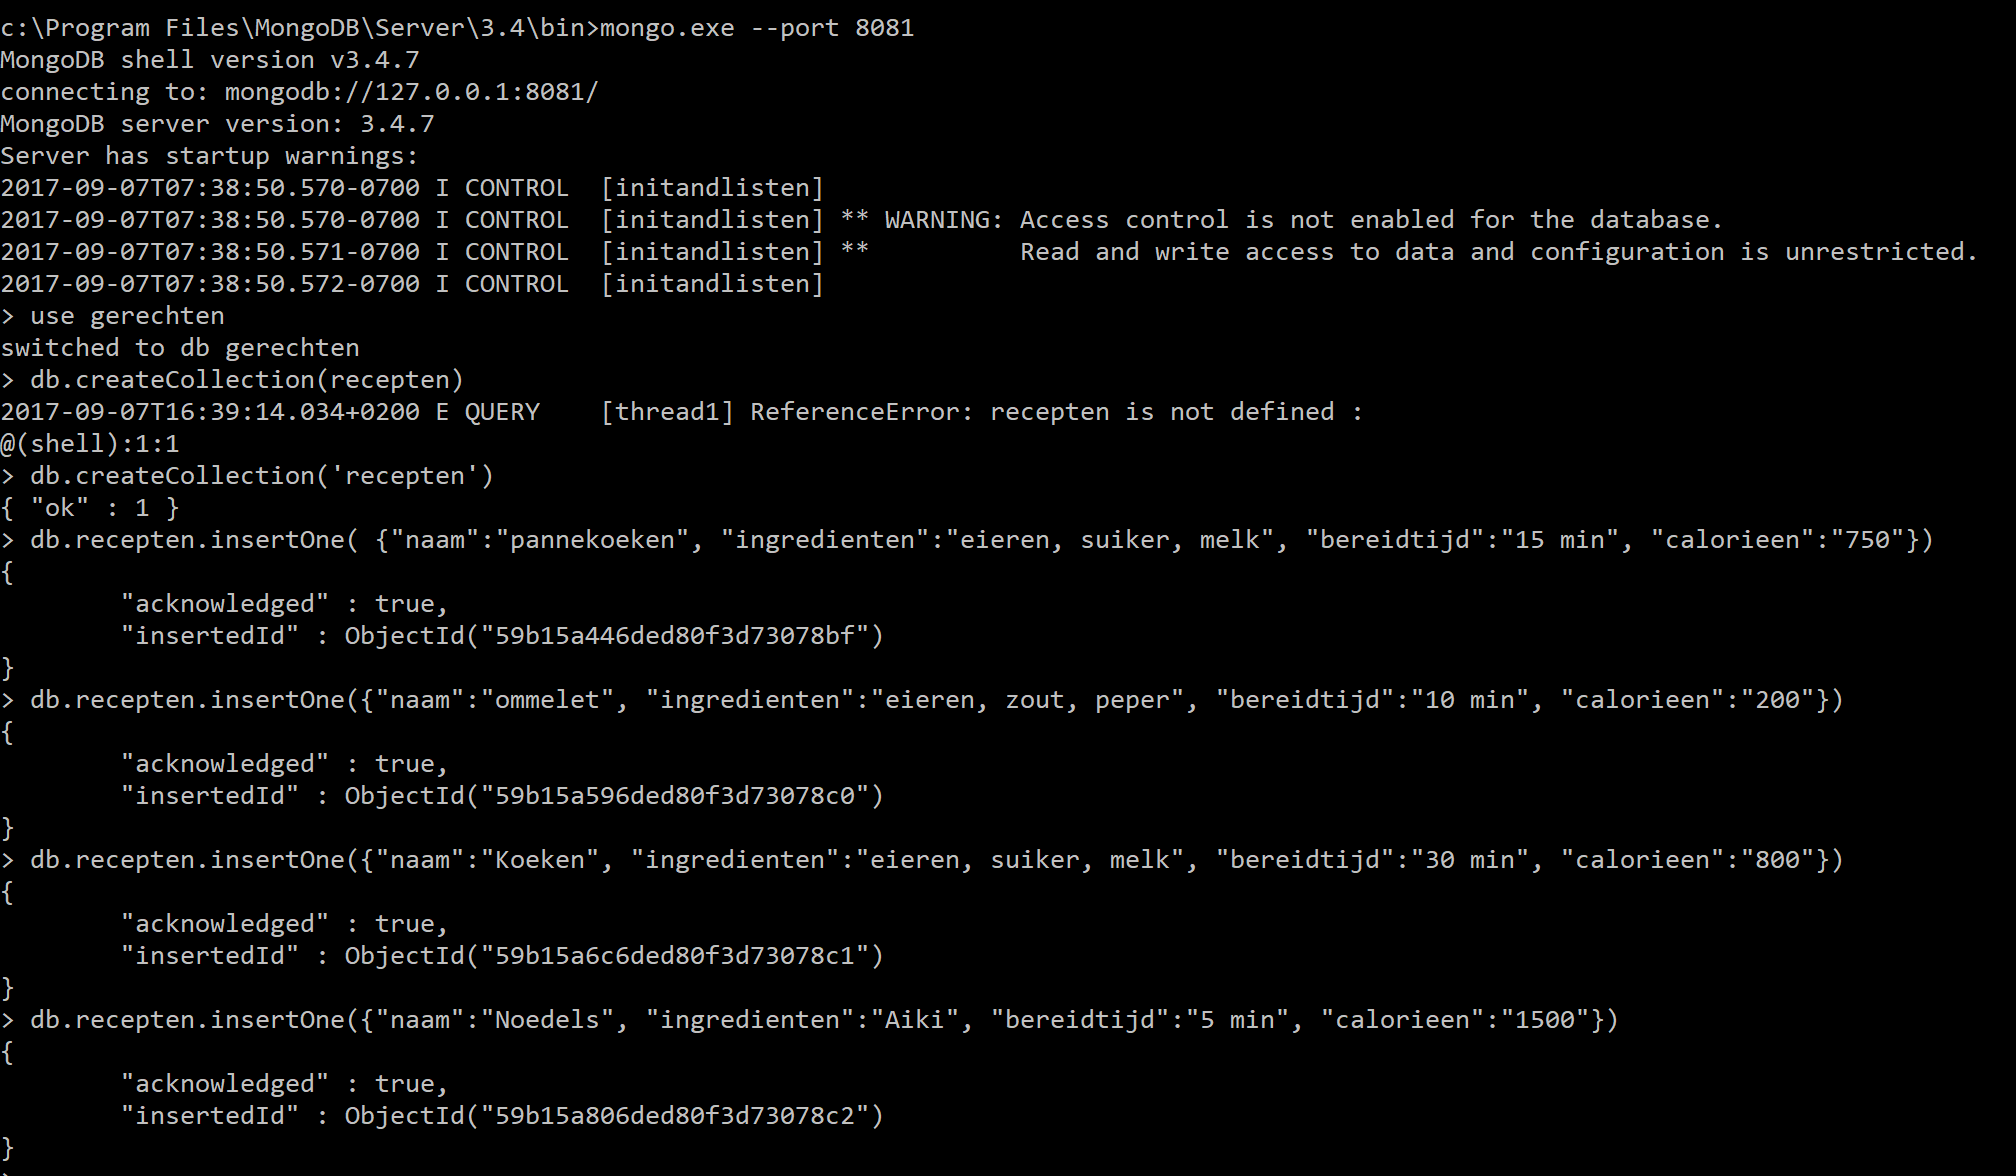 c:\Program Files\MongoDB\Server\3.4\bin>mongo.exe --port 8081
MongoDB shell version v3.4.7
connecting to: mongodb://127.0.0.1:8081/
MongoDB server version: 3.4.7
Server has startup warnings:
2017-09-07T07:38:50.570-0700 I CONTROL  [initandlisten]
2017-09-07T07:38:50.570-0700 I CONTROL  [initandlisten] ** WARNING: Access control is not enabled for the database.
2017-09-07T07:38:50.571-0700 I CONTROL  [initandlisten] **          Read and write access to data and configuration is unrestricted.
2017-09-07T07:38:50.572-0700 I CONTROL  [initandlisten]
> use gerechten
switched to db gerechten
> db.createCollection(recepten)
2017-09-07T16:39:14.034+0200 E QUERY    [thread1] ReferenceError: recepten is not defined :
@(shell):1:1
> db.createCollection('recepten')
{ "ok" : 1 }
> db.recepten.insertOne( {"naam":"pannekoeken", "ingredienten":"eieren, suiker, melk", "bereidtijd":"15 min", "calorieen":"750"})
{
        "acknowledged" : true,
        "insertedId" : ObjectId("59b15a446ded80f3d73078bf")
}
> db.recepten.insertOne({"naam":"ommelet", "ingredienten":"eieren, zout, peper", "bereidtijd":"10 min", "calorieen":"200"})
{
        "acknowledged" : true,
        "insertedId" : ObjectId("59b15a596ded80f3d73078c0")
}
> db.recepten.insertOne({"naam":"Koeken", "ingredienten":"eieren, suiker, melk", "bereidtijd":"30 min", "calorieen":"800"})
{
        "acknowledged" : true,
        "insertedId" : ObjectId("59b15a6c6ded80f3d73078c1")
}
> db.recepten.insertOne({"naam":"Noedels", "ingredienten":"Aiki", "bereidtijd":"5 min", "calorieen":"1500"})
{
        "acknowledged" : true,
        "insertedId" : ObjectId("59b15a806ded80f3d73078c2")
}